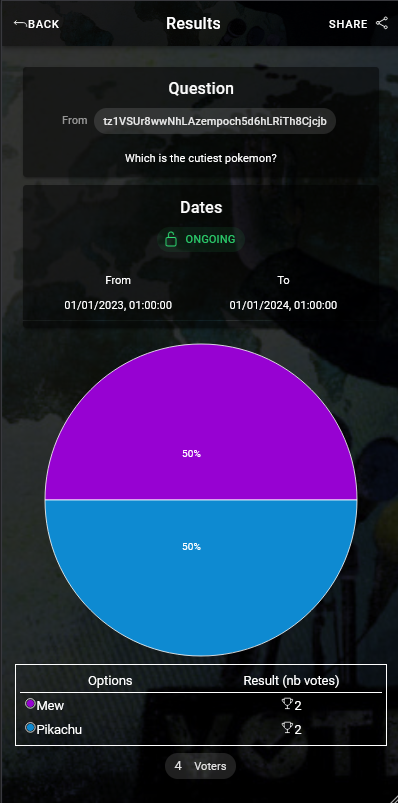 BACK Results SHARE
Question
From tz1VSUr8wwNhLAzempoch5d6hLRiTh8Cjcjb
Which is the cutiest pokemon?
Dates
ONGOING
From To
01/01/2023, 01:00:00 01/01/2024, 01:00:00
50%
50%
Options Result (nb votes)
Mew 2
Pikachu 2
VOT
4 Voters